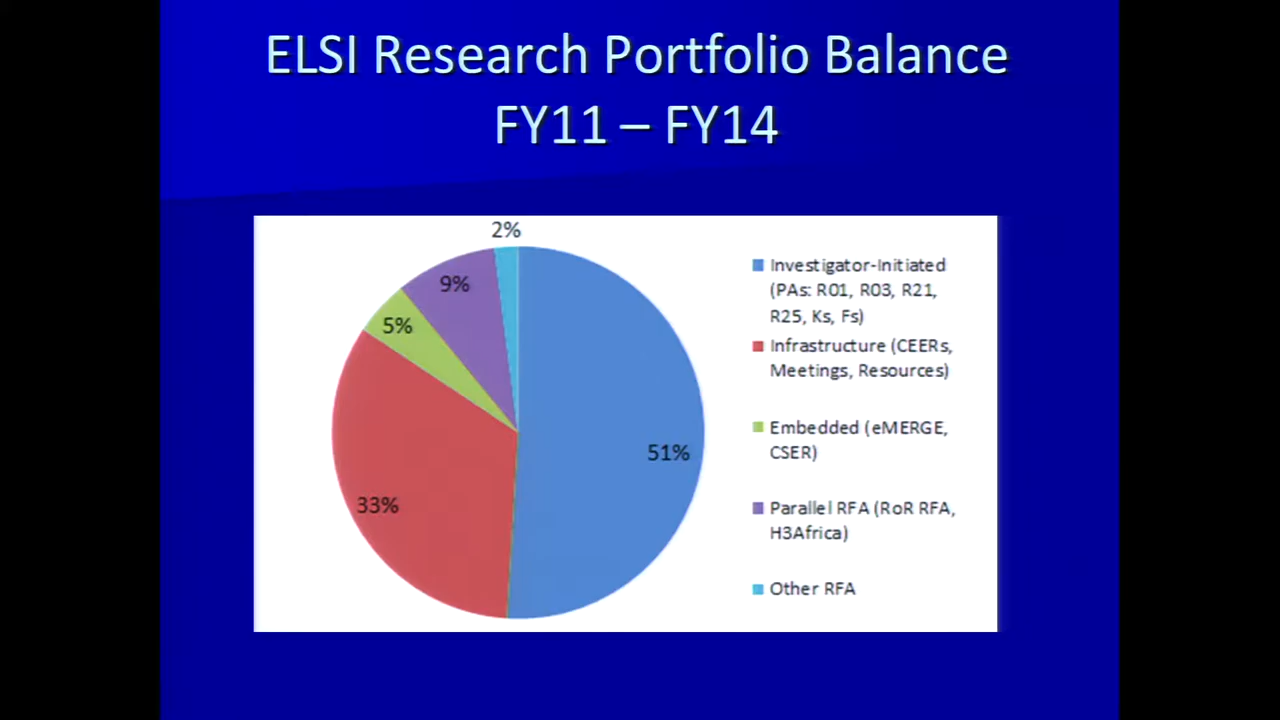 ELSI Research Portfolio Balance
FY11 – FY14
2%
9%
5%
51%
33%
Investigator-Initiated
(PAs: R01, R03, R21,
R25, Ks, Fs)
Infrastructure (CEERs,
Meetings, Resources)
Embedded (eMERGE,
CSER)
Parallel RFA (RoR RFA,
H3Africa)
Other RFA